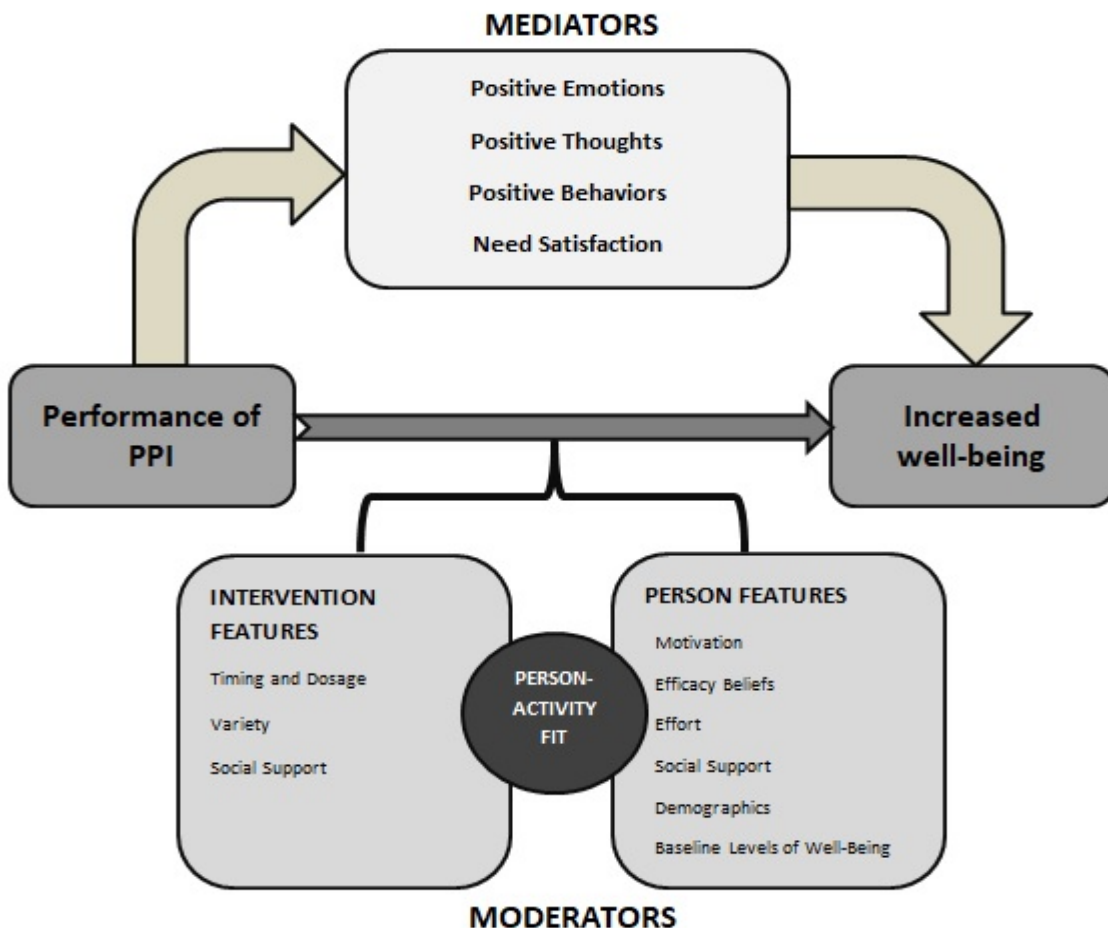 MEDIATORS
Positive Emotions
Positive Thoughts
Positive Behaviors
Need Satisfaction
Performance of
PPI
Increased
well-being
INTERVENTION
FEATURES
Timing and Dosage
Variety
Social Support
PERSON-
ACTIVITY
FIT
PERSON FEATURES
Motivation
Efficacy Beliefs
Effort
Social Support
Demographics
Baseline Levels of Well-Being
MODERATORS